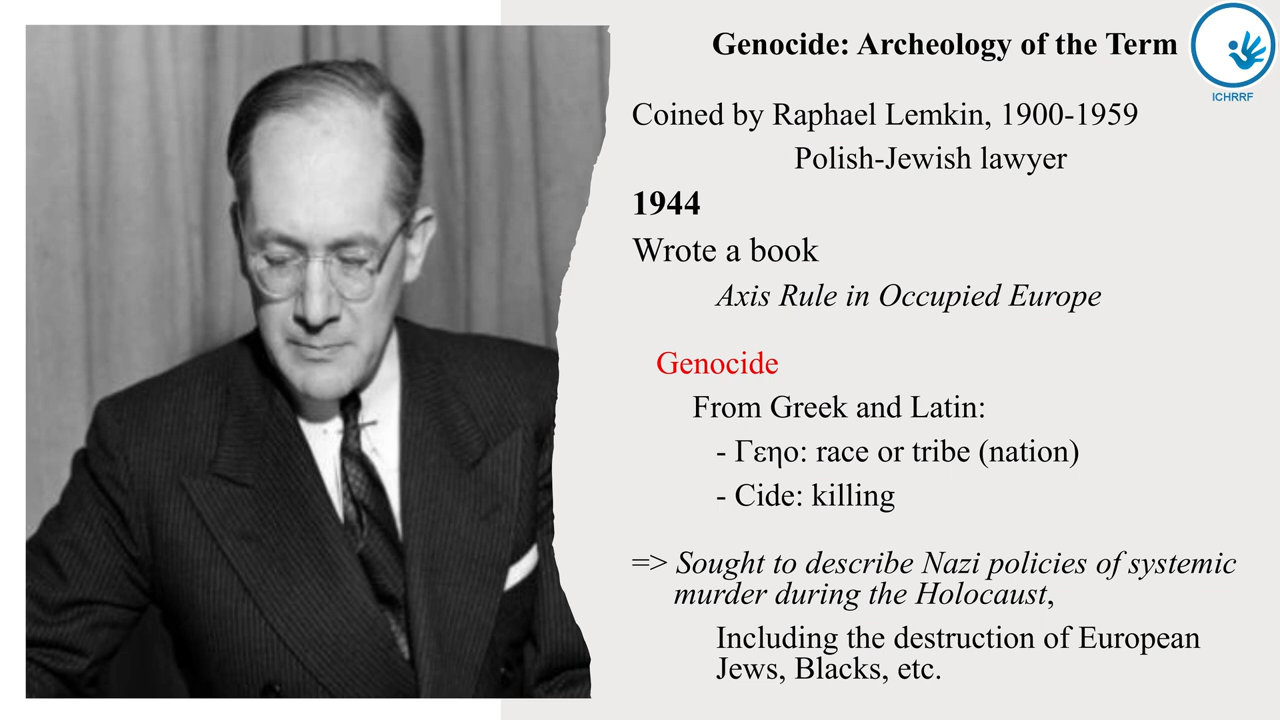 Genocide: Archeology of the Term
ICHRRF
Coined by Raphael Lemkin, 1900-1959
Polish-Jewish lawyer
1944
Wrote a book
Axis Rule in Occupied Europe
Genocide
From Greek and Latin:
- Γεηο: race or tribe (nation)
- Cide: killing
=> Sought to describe Nazi policies of systemic
murder during the Holocaust,
Including the destruction of European
Jews, Blacks, etc.